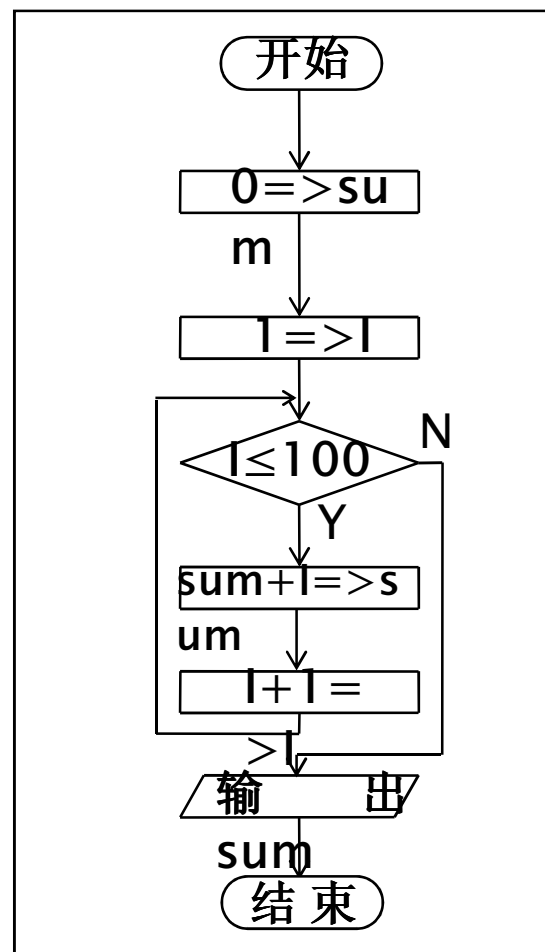 开始
0=>su
m
1=>I
I≤100
N
Y
sum+I=>s
um
I+1=
>I
输 出
sum
结 束